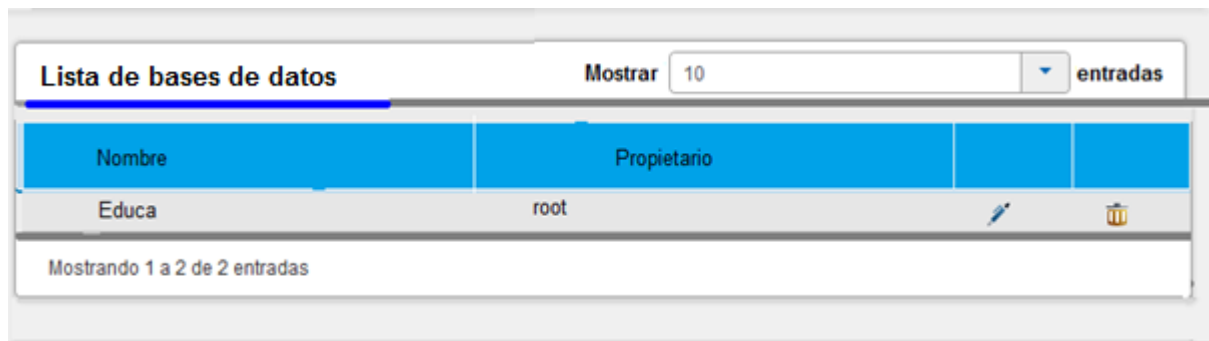 Lista de bases de datos Mostrar 10 entradas
Nombre Propietario
Educa root
Mostrando 1 a 2 de 2 entradas